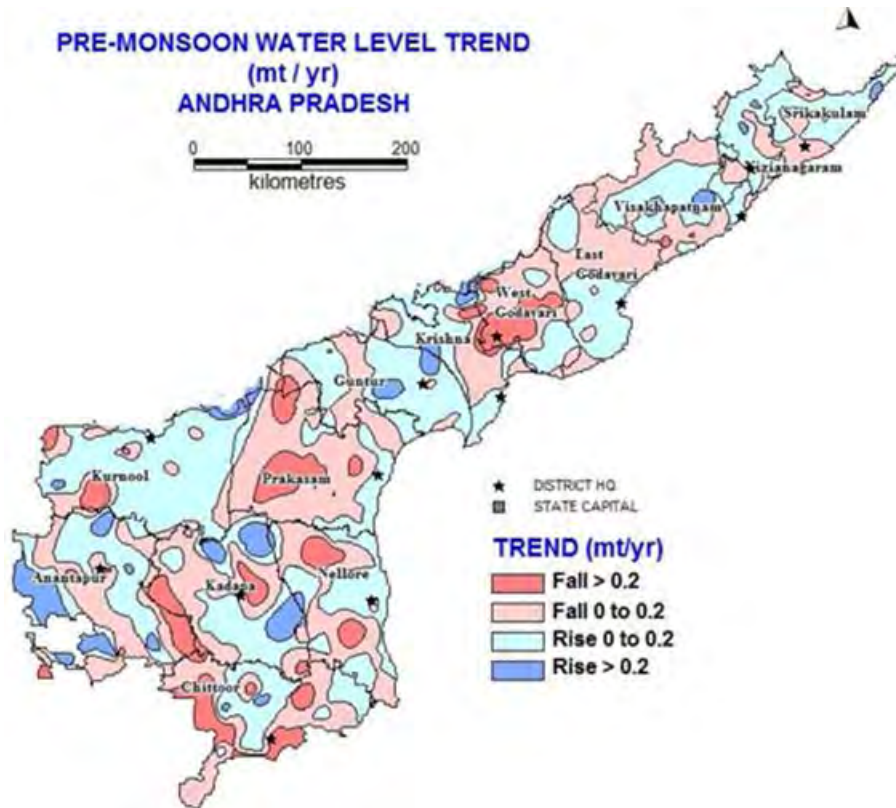 PRE-MONSOON WATER LEVEL TREND
(mt / yr)
ANDHRA PRADESH
0 100 200
kilometres
Srikakulam
Vizianagaram
Visakhapatnam
East
Godavari
West
Godavari
Krishna
Guntur
Prakasam
Kurnool
Anantapur
Kadapa
Nellore
Chittoor
DISTRICT HQ
STATE CAPITAL
TREND (mt/yr)
Fall > 0.2
Fall 0 to 0.2
Rise 0 to 0.2
Rise > 0.2